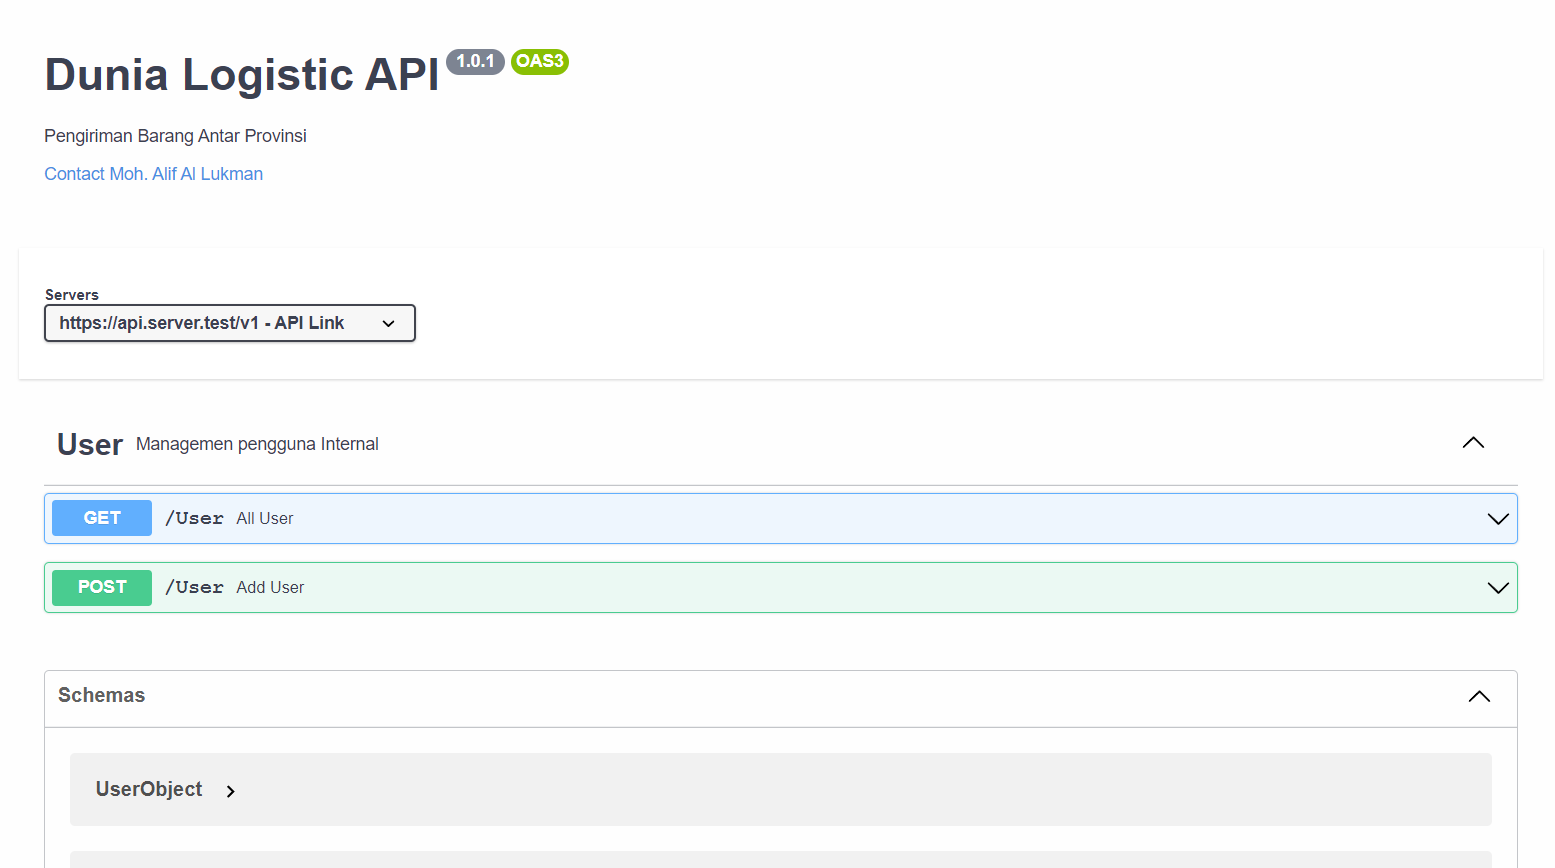 Dunia Logistic API 1.0.1 OAS3
Pengiriman Barang Antar Provinsi
Contact Moh. Alif Al Lukman
Servers
https://api.server.test/v1 - API Link
User Managemen pengguna Internal
GET /User All User
POST /User Add User
Schemas
UserObject